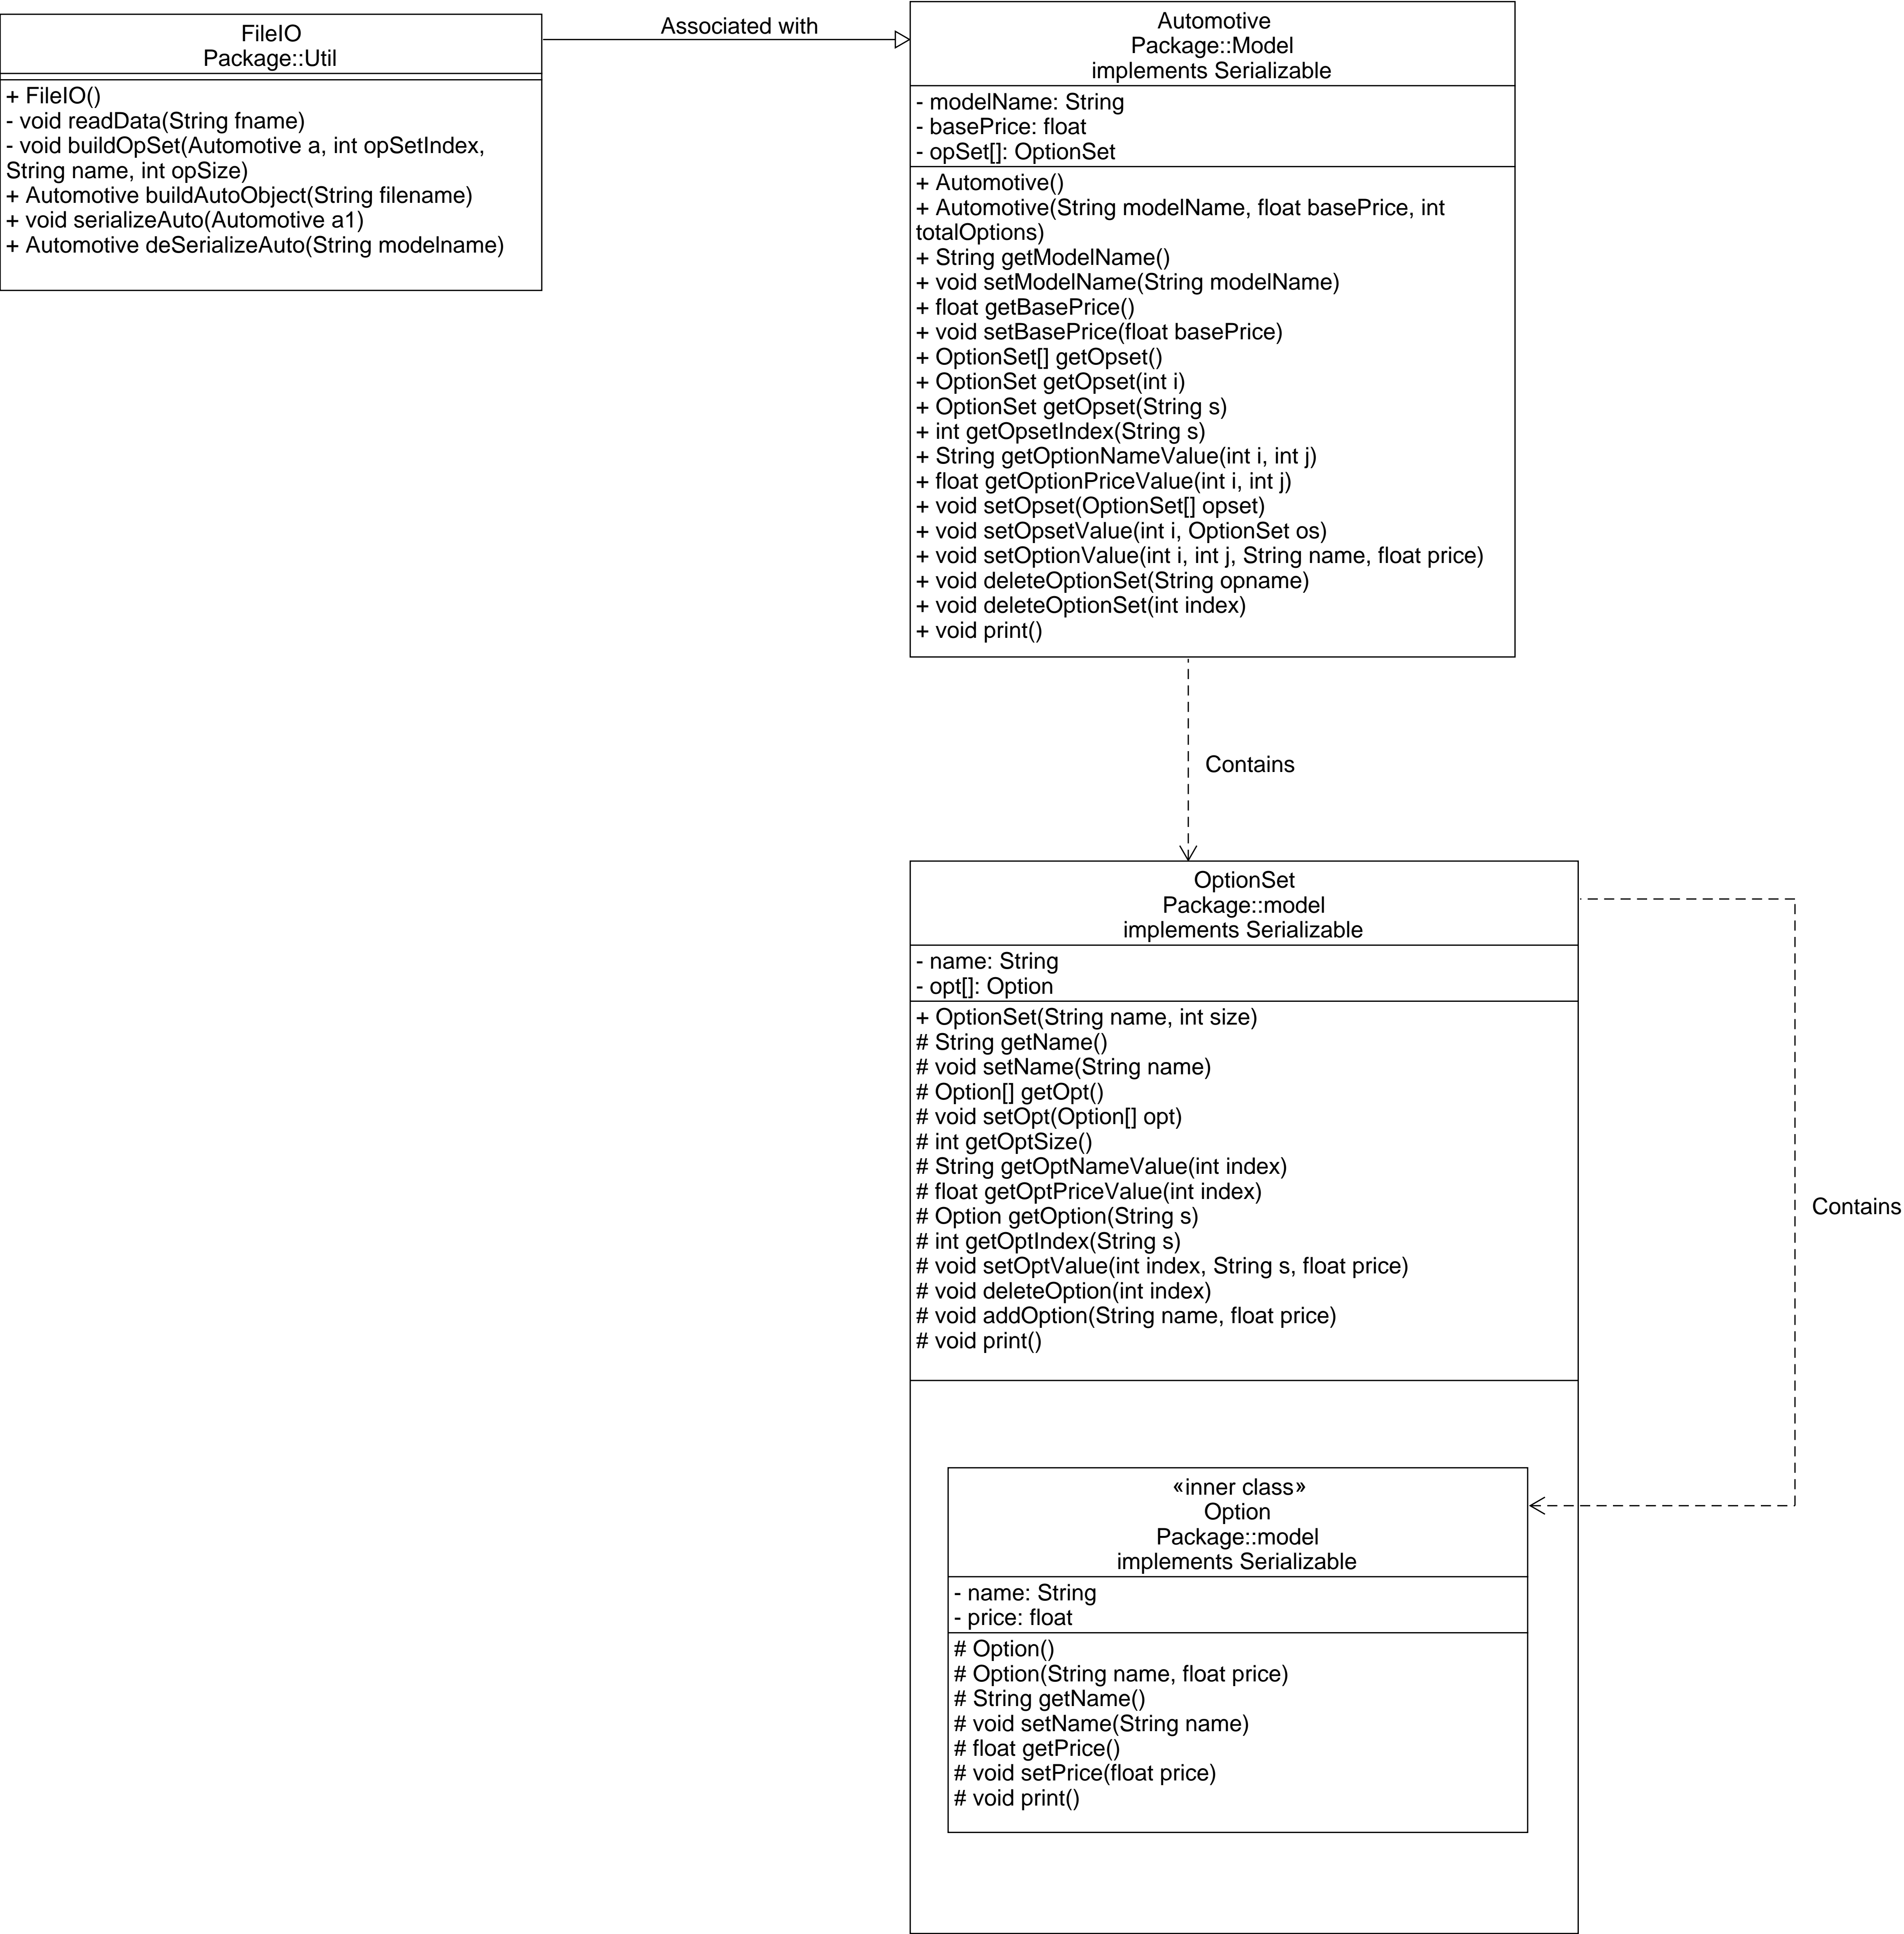 FileIO
Package::Util
+ FileIO()
- void readData(String fname)
- void buildOpSet(Automotive a, int opSetIndex,
String name, int opSize)
+ Automotive buildAutoObject(String filename)
+ void serializeAuto(Automotive a1)
+ Automotive deSerializeAuto(String modelname)
Associated with
Automotive
Package::Model
implements Serializable
- modelName: String
- basePrice: float
- opSet[]: OptionSet
+ Automotive()
+ Automotive(String modelName, float basePrice, int
totalOptions)
+ String getModelName()
+ void setModelName(String modelName)
+ float getBasePrice()
+ void setBasePrice(float basePrice)
+ OptionSet[] getOpset()
+ OptionSet getOpset(int i)
+ OptionSet getOpset(String s)
+ int getOpsetIndex(String s)
+ String getOptionNameValue(int i, int j)
+ float getOptionPriceValue(int i, int j)
+ void setOpset(OptionSet[] opset)
+ void setOpsetValue(int i, OptionSet os)
+ void setOptionValue(int i, int j, String name, float price)
+ void deleteOptionSet(String opname)
+ void deleteOptionSet(int index)
+ void print()
Contains
OptionSet
Package::model
implements Serializable
- name: String
- opt[]: Option
+ OptionSet(String name, int size)
# String getName()
# void setName(String name)
# Option[] getOpt()
# void setOpt(Option[] opt)
# int getOptSize()
# String getOptNameValue(int index)
# float getOptPriceValue(int index)
# Option getOption(String s)
# int getOptIndex(String s)
# void setOptValue(int index, String s, float price)
# void deleteOption(int index)
# void addOption(String name, float price)
# void print()
Contains
«inner class»
Option
Package::model
implements Serializable
- name: String
- price: float
# Option()
# Option(String name, float price)
# String getName()
# void setName(String name)
# float getPrice()
# void setPrice(float price)
# void print()